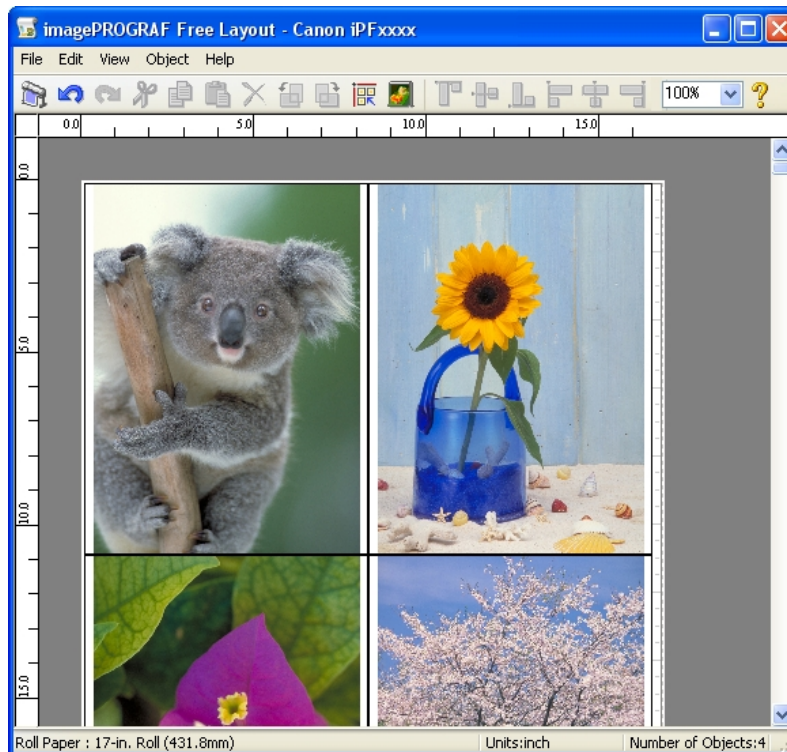 imagePROGRAF Free Layout - Canon iPFxxxx
File Edit View Object Help
100%
0.0 5.0 10.0 15.0
0.0
5.0
10.0
15.0
Roll Paper : 17-in. Roll (431.8mm) Units:inch Number of Objects:4